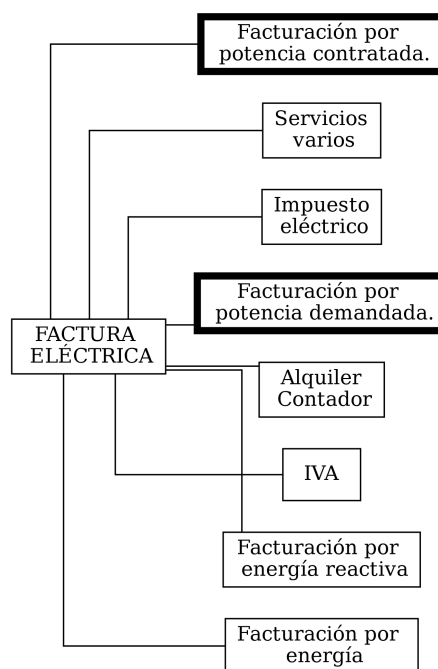 Facturación por
potencia contratada.
Servicios
varios
Impuesto
eléctrico
Facturación por
potencia demandada.
FACTURA
ELÉCTRICA
Alquiler
Contador
IVA
Facturación por
energía reactiva
Facturación por
energía